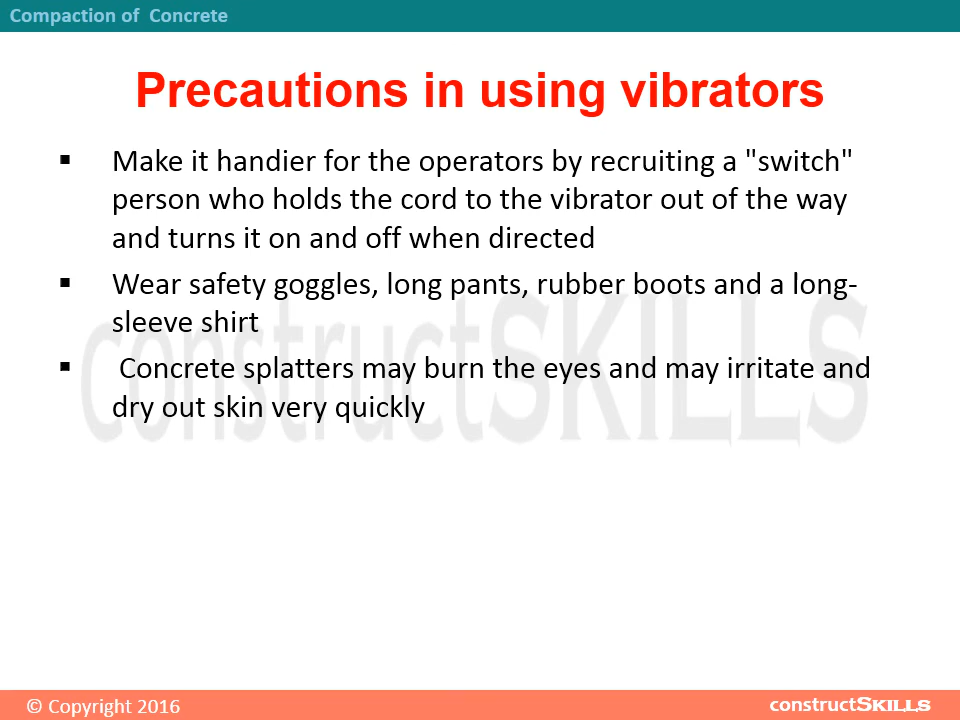 Compaction of  Concrete
Precautions in using vibrators
▪ Make it handier for the operators by recruiting a "switch"
person who holds the cord to the vibrator out of the way
and turns it on and off when directed
▪ Wear safety goggles, long pants, rubber boots and a long-
sleeve shirt
▪ Concrete splatters may burn the eyes and may irritate and
dry out skin very quickly
constructSKILLS
© Copyright 2016
constructSKILLS